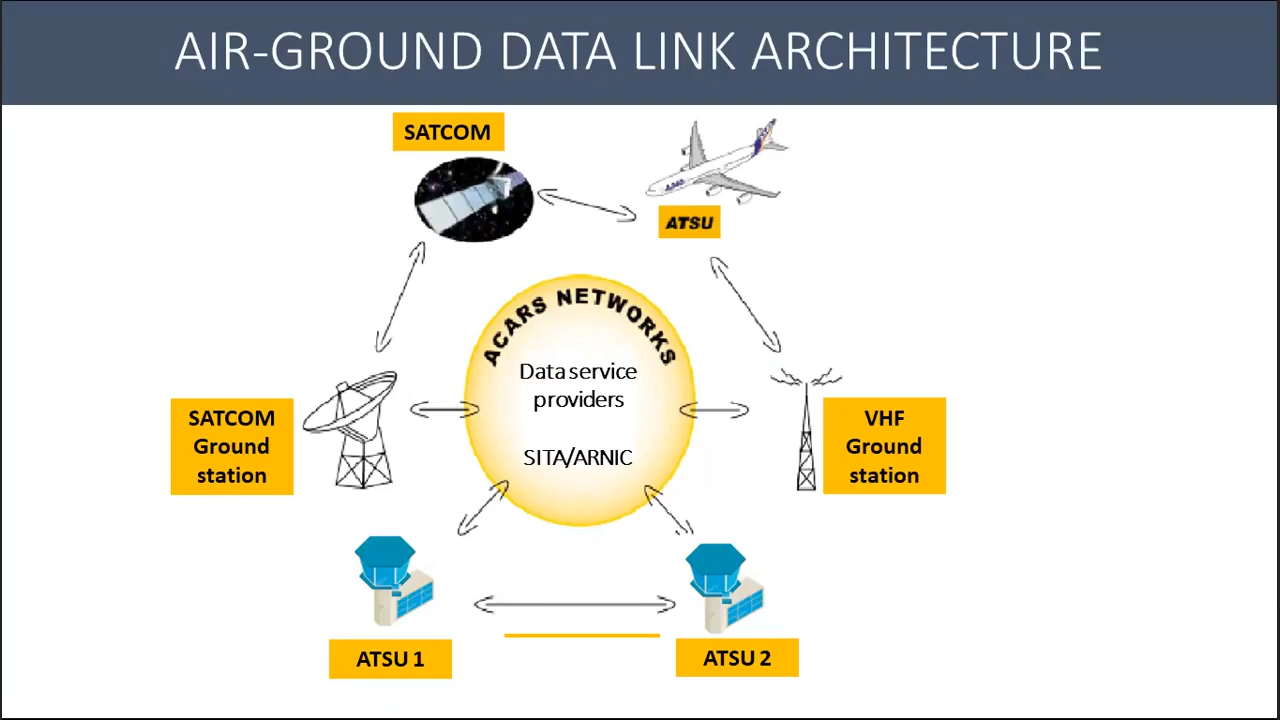 AIR-GROUND DATA LINK ARCHITECTURE
SATCOM
ATSU
ACARS NETWORKS
Data service
providers
SITA/ARNIC
SATCOM
Ground
station
VHF
Ground
station
ATSU 1
ATSU 2